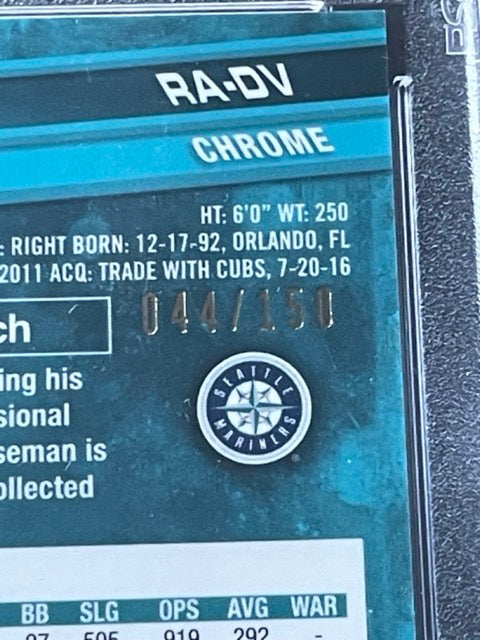 RA-DV
CHROME
HT: 6'0" WT: 250
: RIGHT BORN: 12-17-92, ORLANDO, FL
2011 ACQ: TRADE WITH CUBS, 7-20-16
044/150
ch
ing his
sional
seman is
ollected
SEATTLE
MARINERS
BB SLG OPS AVG WAR
27 505 .919 .292 -